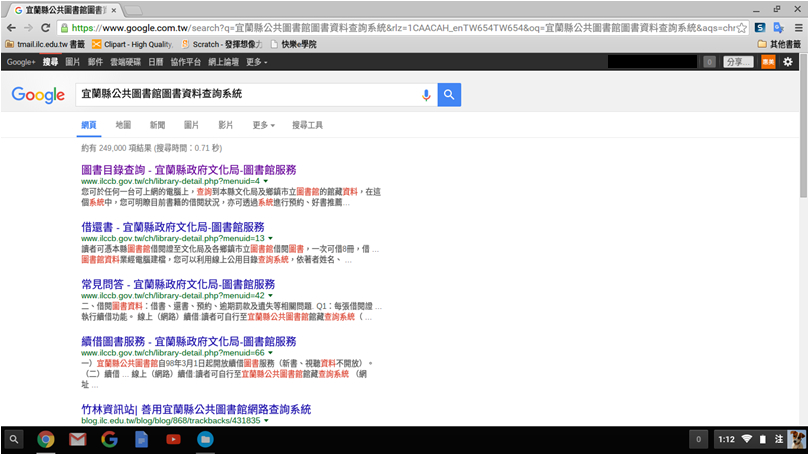 宜蘭縣公共圖書館圖書
https://www.google.com.tw/search?q=宜蘭縣公共圖書館圖書資料查詢系統&rlz=1CAACAH_enTW654TW654&oq=宜蘭縣公共圖書館圖書資料查詢系統&aqs=chr
tmail.ilc.edu.tw 書籤 Clipart - High Quality, Scratch - 發揮想像力 快樂e學院 其他書籤
Google+ 搜尋 圖片 郵件 雲端硬碟 日曆 協作平台 網上論壇 更多 0 分享... 惠美
Google 宜蘭縣公共圖書館圖書資料查詢系統
網頁 地圖 新聞 圖片 影片 更多 搜尋工具
約有 249,000 項結果 (搜尋時間：0.71 秒)
圖書目錄查詢 - 宜蘭縣政府文化局-圖書館服務
www.ilccb.gov.tw/ch/library-detail.php?menuid=4
您可於任何一台可上網的電腦上，查詢到本縣文化局及鄉鎮市立圖書館的館藏資料，在這
個系統中，您可明瞭目前書籍的借閱狀況，亦可透過系統進行預約、好書推薦...
借還書 - 宜蘭縣政府文化局-圖書館服務
www.ilccb.gov.tw/ch/library-detail.php?menuid=13
讀者可憑本縣圖書館借閱證至文化局及各鄉鎮市立圖書館借閱圖書，一次可借8冊，借 ...
圖書館資料業經電腦建檔，您可以利用線上公用目錄查詢系統，依著者姓名、 ...
常見問答 - 宜蘭縣政府文化局-圖書館服務
www.ilccb.gov.tw/ch/library-detail.php?menuid=42
二、借閱圖書資料：借書、還書、預約、逾期罰款及遺失等相關問題. Q1：每張借閱證 ...
執行續借功能。 線上（網路）續借:讀者可自行至宜蘭縣公共圖書館館藏查詢系統（ ...
續借圖書服務 - 宜蘭縣政府文化局-圖書館服務
www.ilccb.gov.tw/ch/library-detail.php?menuid=66
一）宜蘭縣公共圖書館自98年3月1日起開放續借圖書服務（新書、視聽資料不開放）。
（二）續借 ... 線上（網路）續借:讀者可自行至宜蘭縣公共圖書館館藏查詢系統 （網
址 ...
竹林資訊站| 善用宜蘭縣公共圖書館網路查詢系統
blog.ilc.edu.tw/blog/blog/868/trackbacks/431835
0 1:12 注